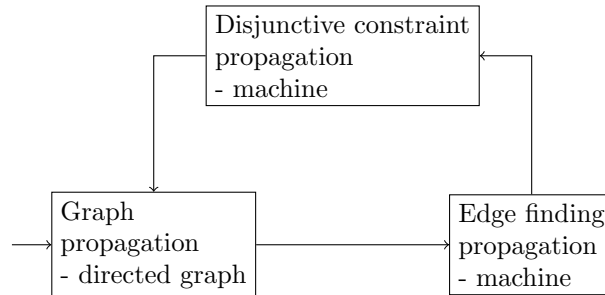 Disjunctive constraint
propagation
- machine
Graph
propagation
- directed graph
Edge finding
propagation
- machine